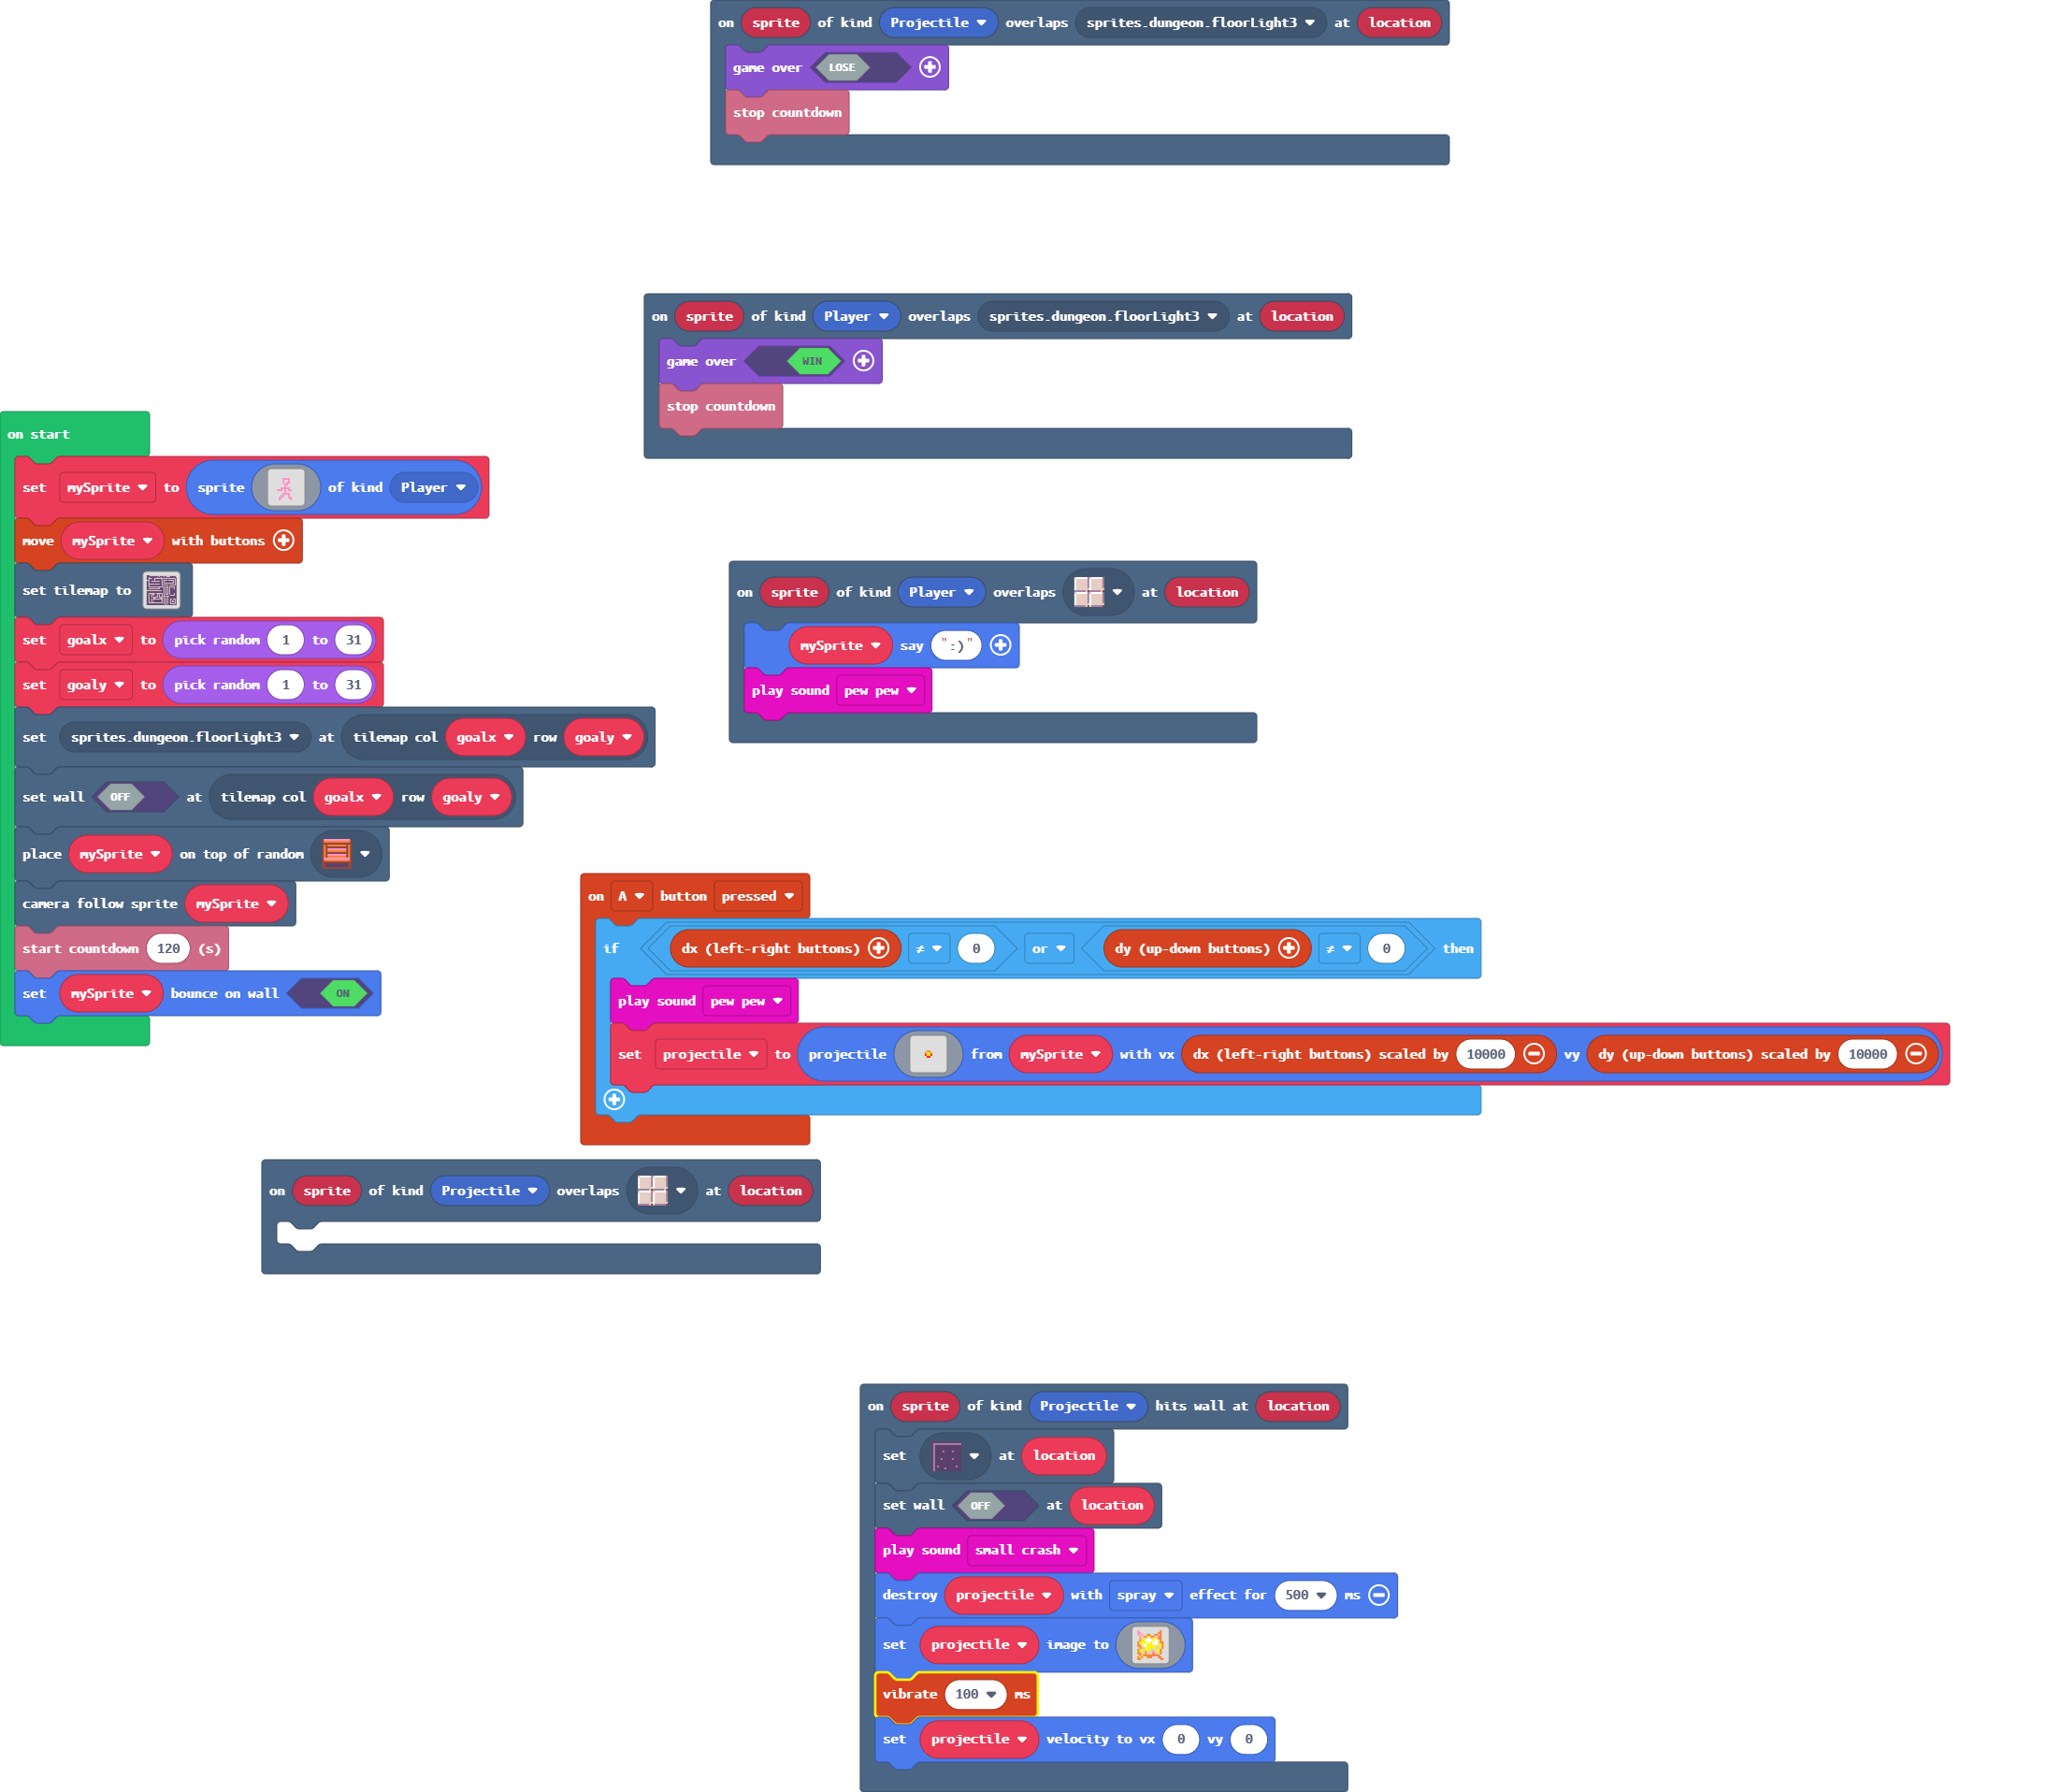 on sprite of kind Projectile overlaps sprites.dungeon.floorLight3 at location
game over LOSE
stop countdown
on sprite of kind Player overlaps sprites.dungeon.floorLight3 at location
game over WIN
stop countdown
on start
set mySprite to sprite of kind Player
move mySprite with buttons
set tilemap to
set goalx to pick random 1 to 31
set goaly to pick random 1 to 31
set sprites.dungeon.floorLight3 at tilemap col goalx row goaly
set wall OFF at tilemap col goalx row goaly
place mySprite on top of random
camera follow sprite mySprite
start countdown 120 (s)
set mySprite bounce on wall ON
on sprite of kind Player overlaps at location
mySprite say ":)"
play sound pew pew
on A button pressed
if dx (left-right buttons) ≠ 0 or dy (up-down buttons) ≠ 0 then
play sound pew pew
set projectile to projectile from mySprite with vx dx (left-right buttons) scaled by 10000 vy dy (up-down buttons) scaled by 10000
on sprite of kind Projectile overlaps at location
on sprite of kind Projectile hits wall at location
set at location
set wall OFF at location
play sound small crash
destroy projectile with spray effect for 500 ms
set projectile image to
vibrate 100 ms
set projectile velocity to vx 0 vy 0